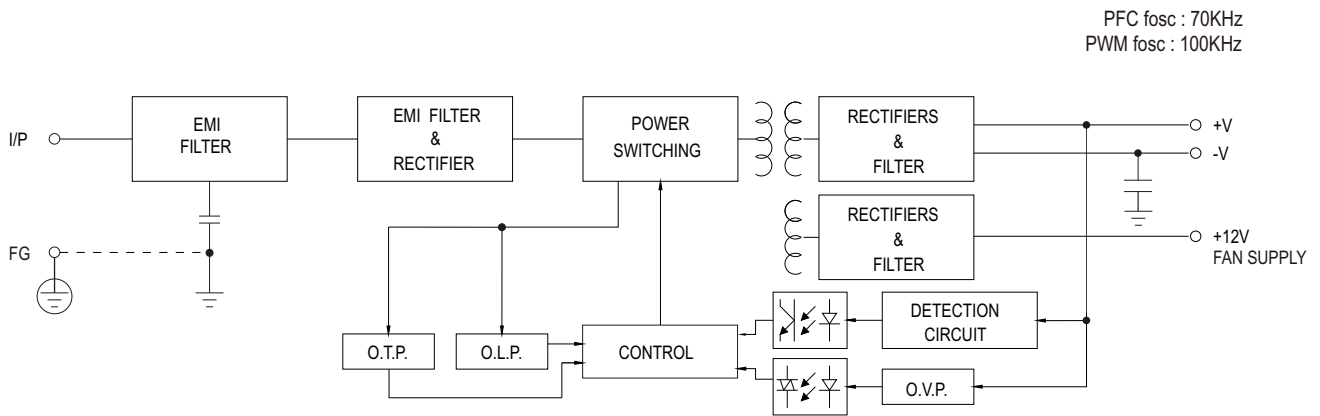 PFC fosc : 70KHz
PWM fosc : 100KHz
I/P
EMI
FILTER
EMI FILTER
&
RECTIFIER
POWER
SWITCHING
RECTIFIERS
&
FILTER
+V
-V
RECTIFIERS
&
FILTER
+12V
FAN SUPPLY
FG
DETECTION
CIRCUIT
O.T.P.
O.L.P.
CONTROL
O.V.P.